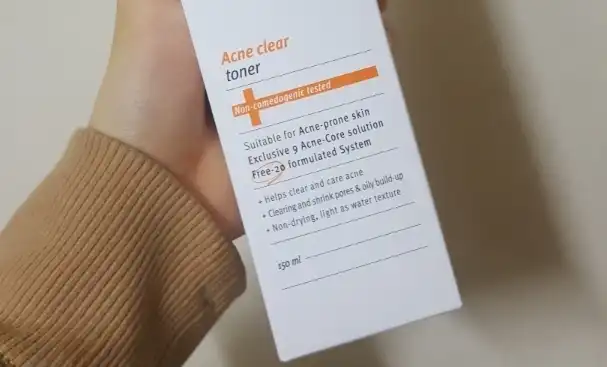 Acne clear
toner
Non-comedogenic tested
Suitable for Acne-prone skin
Exclusive 9 Acne-Core solution
Free-20 formulated System
+ Helps clear and care acne
+ Clearing and shrink pores & oily build-up
+ Non-drying, light as water texture
150 ml